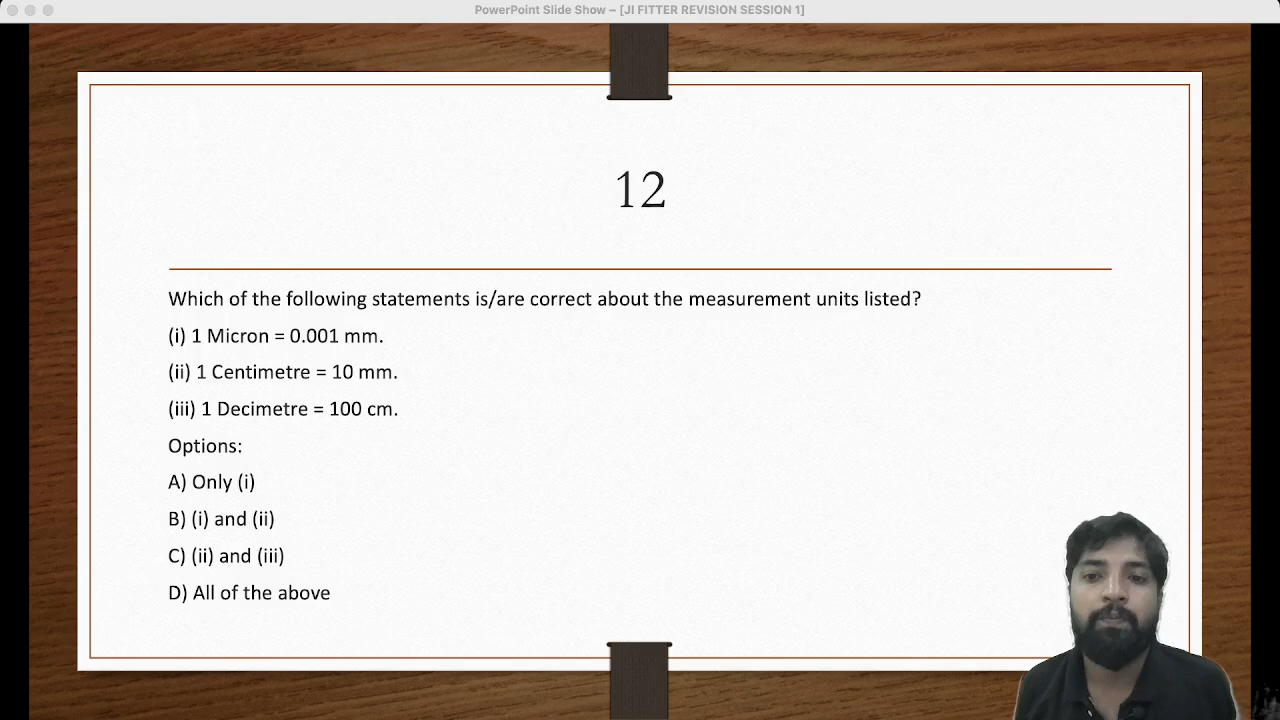 PowerPoint Slide Show – [JI FITTER REVISION SESSION 1]
12
Which of the following statements is/are correct about the measurement units listed?
(i) 1 Micron = 0.001 mm.
(ii) 1 Centimetre = 10 mm.
(iii) 1 Decimetre = 100 cm.
Options:
A) Only (i)
B) (i) and (ii)
C) (ii) and (iii)
D) All of the above